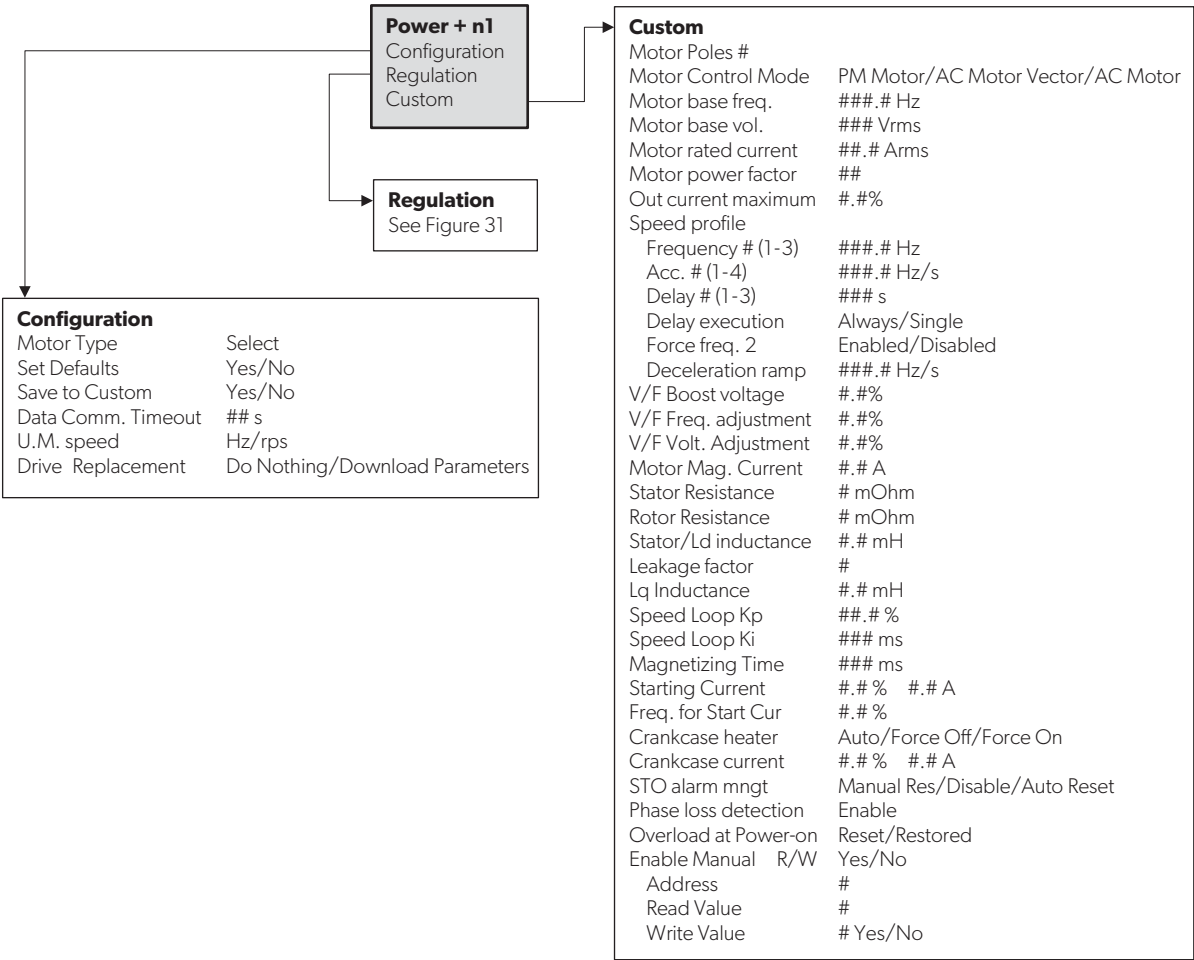 Power + n1
Configuration
Regulation
Custom
Regulation
See Figure 31
Configuration
Motor Type Select
Set Defaults Yes/No
Save to Custom Yes/No
Data Comm. Timeout ## s
U.M. speed Hz/rps
Drive Replacement Do Nothing/Download Parameters
Custom
Motor Poles #
Motor Control Mode PM Motor/AC Motor Vector/AC Motor
Motor base freq. ###.# Hz
Motor base vol. ### Vrms
Motor rated current ##.# Arms
Motor power factor ##
Out current maximum #.#%
Speed profile
Frequency # (1-3) ###.# Hz
Acc. # (1-4) ###.# Hz/s
Delay # (1-3) ### s
Delay execution Always/Single
Force freq. 2 Enabled/Disabled
Deceleration ramp ###.# Hz/s
V/F Boost voltage #.#%
V/F Freq. adjustment #.#%
V/F Volt. Adjustment #.#%
Motor Mag. Current #.# A
Stator Resistance # mOhm
Rotor Resistance # mOhm
Stator/Ld inductance #.# mH
Leakage factor #
Lq Inductance #.# mH
Speed Loop Kp ##.# %
Speed Loop Ki ### ms
Magnetizing Time ### ms
Starting Current #.# % #.# A
Freq. for Start Cur #.# %
Crankcase heater Auto/Force Off/Force On
Crankcase current #.# % #.# A
STO alarm mngt Manual Res/Disable/Auto Reset
Phase loss detection Enable
Overload at Power-on Reset/Restored
Enable Manual R/W Yes/No
Address #
Read Value #
Write Value # Yes/No